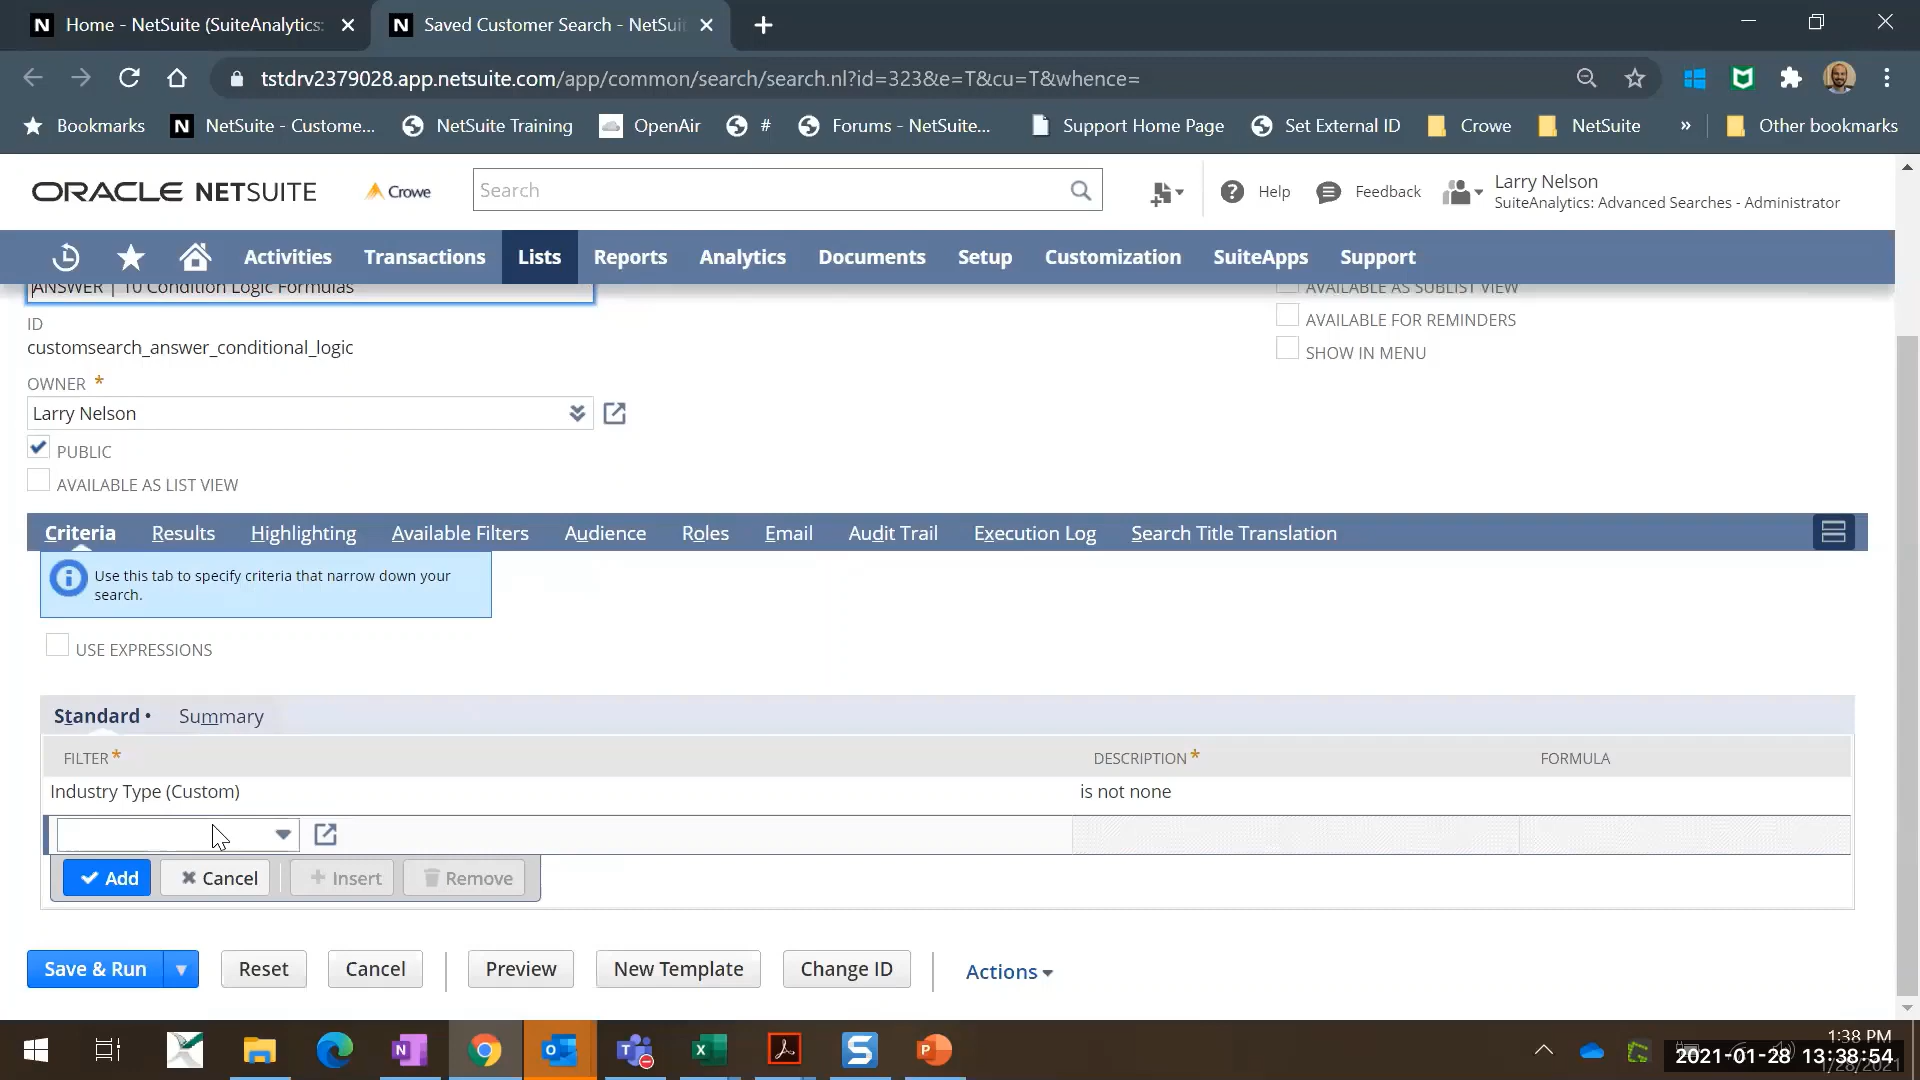 Home - NetSuite (SuiteAnalytics:
Saved Customer Search - NetSui
tstdrv2379028.app.netsuite.com/app/common/search/search.nl?id=323&e=T&cu=T&whence=
Bookmarks
NetSuite - Custome...
NetSuite Training
OpenAir
#
Forums - NetSuite...
Support Home Page
Set External ID
Crowe
NetSuite
»
Other bookmarks
ORACLE NETSUITE
Crowe
Search
Help
Feedback
Larry Nelson
SuiteAnalytics: Advanced Searches - Administrator
Activities
Transactions
Lists
Reports
Analytics
Documents
Setup
Customization
SuiteApps
Support
ANSWER | 10 Condition Logic Formulas
AVAILABLE AS SUBLIST VIEW
ID
AVAILABLE FOR REMINDERS
customsearch_answer_conditional_logic
SHOW IN MENU
OWNER *
Larry Nelson
PUBLIC
AVAILABLE AS LIST VIEW
Criteria
Results
Highlighting
Available Filters
Audience
Roles
Email
Audit Trail
Execution Log
Search Title Translation
Use this tab to specify criteria that narrow down your
search.
USE EXPRESSIONS
Standard •
Summary
FILTER *
DESCRIPTION *
FORMULA
Industry Type (Custom)
is not none
Add
Cancel
Insert
Remove
Save & Run
Reset
Cancel
Preview
New Template
Change ID
Actions
1:38 PM
2021-01-28 13:38:54